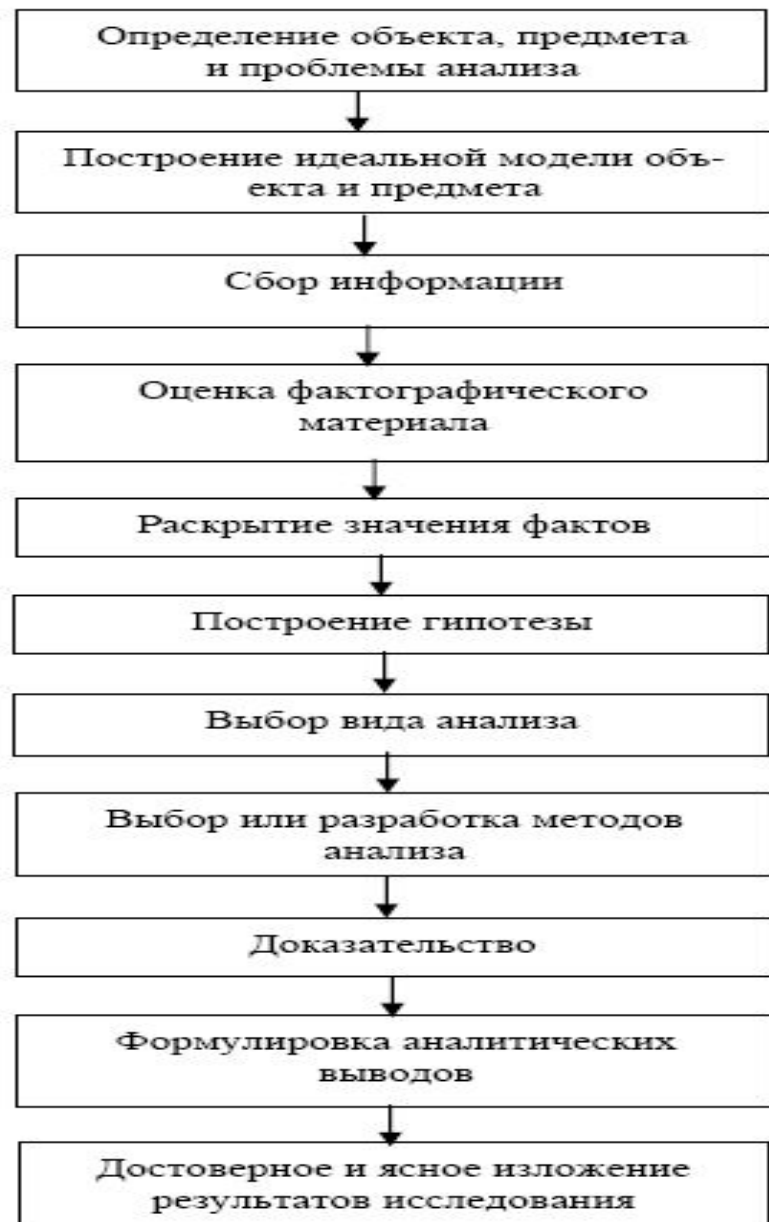 Определение объекта, предмета
и проблемы анализа
Построение идеальной модели объ-
екта и предмета
Сбор информации
Оценка фактографического
материала
Раскрытие значения фактов
Построение гипотезы
Выбор вида анализа
Выбор или разработка методов
анализа
Доказательство
Формулировка аналитических
выводов
Достоверное и ясное изложение
результатов исследования